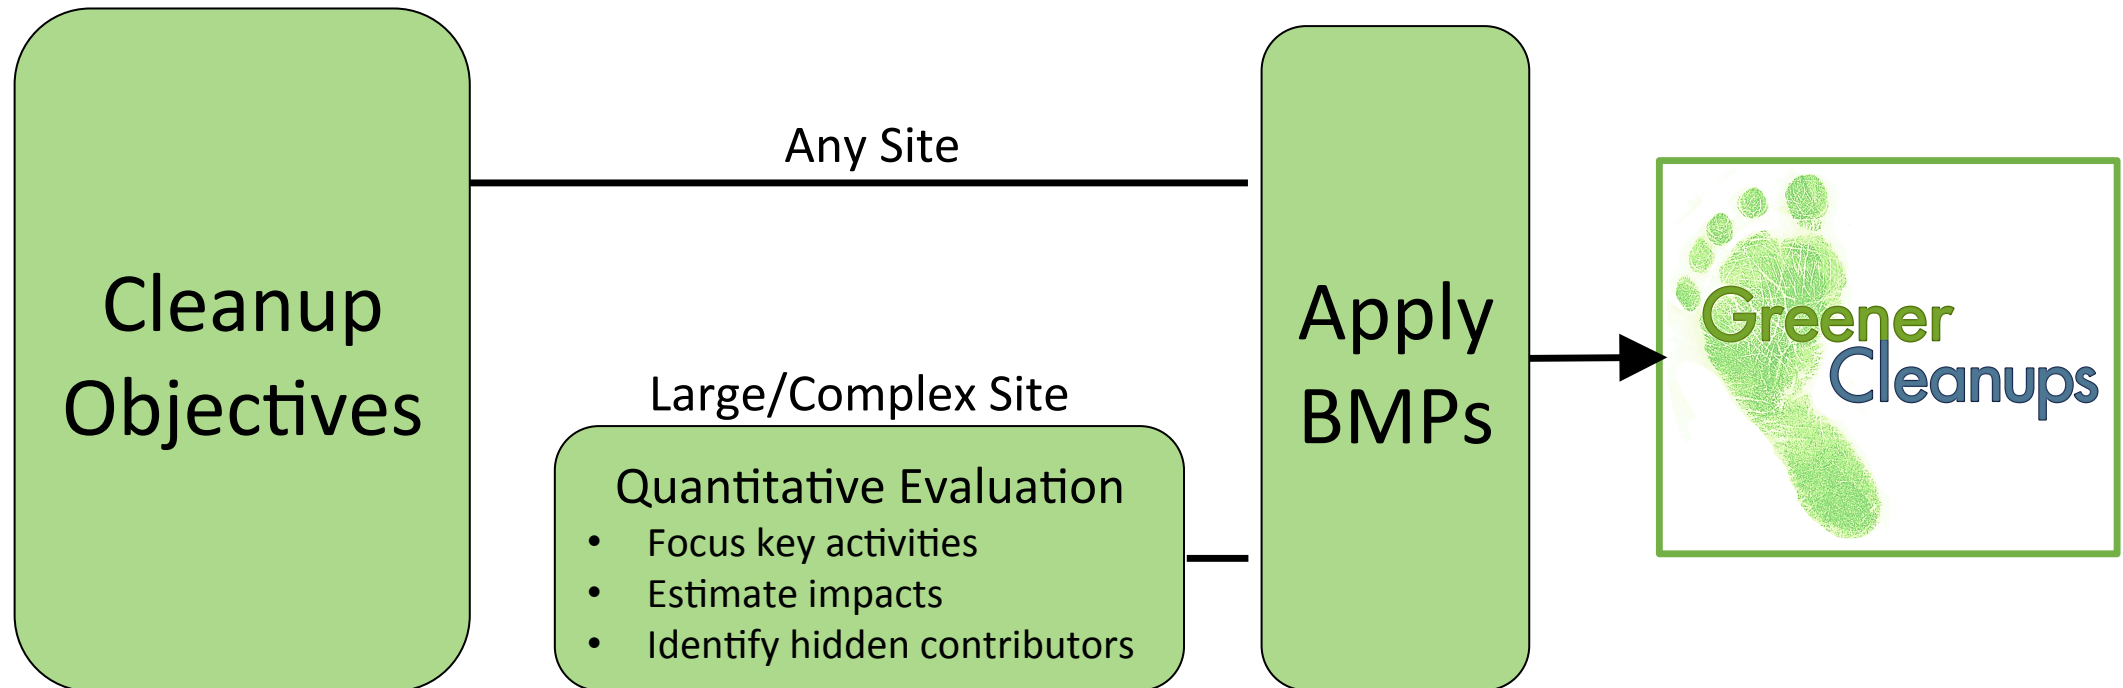 Cleanup
Objectives
Any Site
Large/Complex Site
Quantitative Evaluation
• Focus key activities
• Estimate impacts
• Identify hidden contributors
Apply
BMPs
Greener
Cleanups